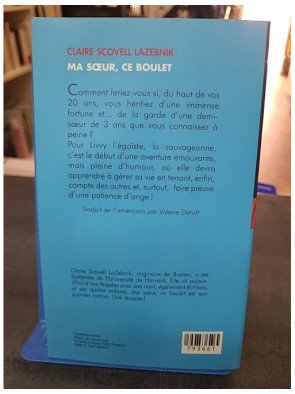 CLAIRE SCOVELL LAZEBNIK
MA SŒUR, CE BOULET
Comment feriez-vous si, du haut de vos
20 ans, vous héritiez d'une immense
fortune et... de la garde d'une demi-
sœur de 3 ans que vous connaissez à
peine ?
Pour Livvy l'égoïste, la sauvageonne,
c'est le début d'une aventure émouvante,
mais pleine d'humour, où elle devra
apprendre à gérer sa vie en tenant, enfin,
compte des autres et, surtout, faire preuve
d'une patience d'ange !
Traduit de l'américain par Valérie Dariot
Claire Scovell LaZebnik, originaire de Boston, a été
diplômée de l'Université de Harvard. Elle vit aujour-
d'hui à Los Angeles avec son mari, également écrivain,
et ses quatre enfants. Ma sœur, ce boulet est son
premier roman. Une réussite !
793661